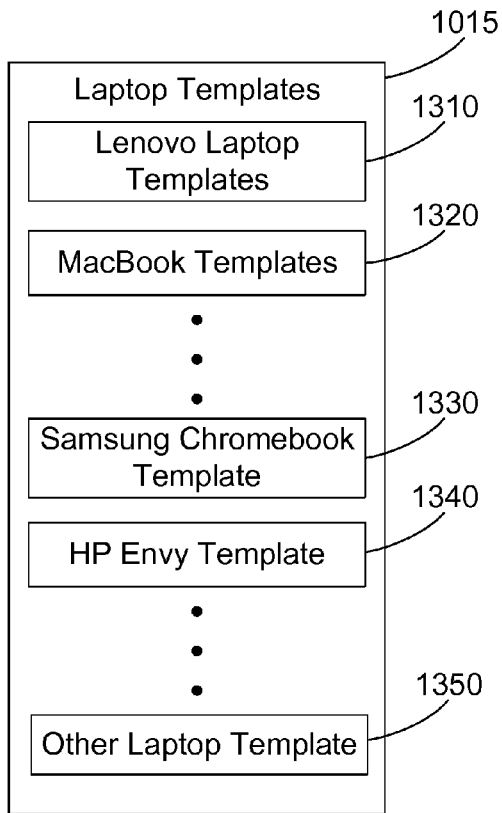 1015
Laptop Templates
1310
Lenovo Laptop
Templates
1320
MacBook Templates
1330
Samsung Chromebook
Template
1340
HP Envy Template
1350
Other Laptop Template